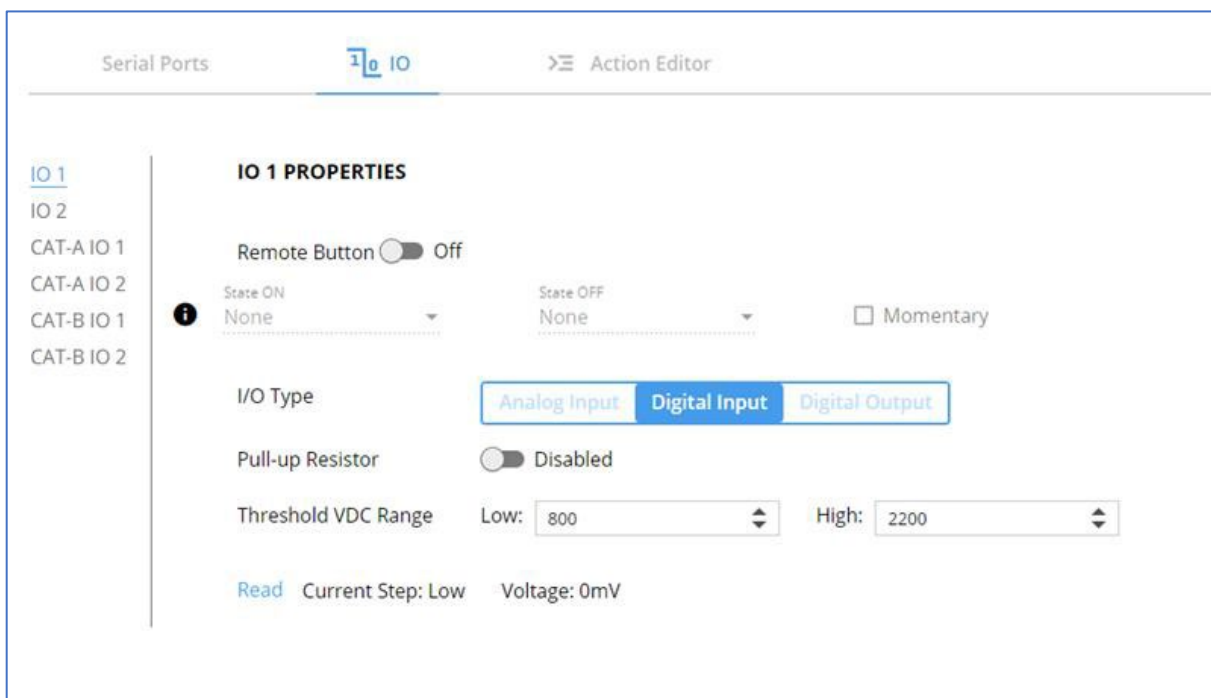 Serial Ports 10 IO Action Editor
IO 1
IO 2
CAT-A IO 1
CAT-A IO 2
CAT-B IO 1
CAT-B IO 2
IO 1 PROPERTIES
Remote Button Off
State ON State OFF
None None Momentary
I/O Type Analog Input Digital Input Digital Output
Pull-up Resistor Disabled
Threshold VDC Range Low: 800 High: 2200
Read Current Step: Low Voltage: 0mV